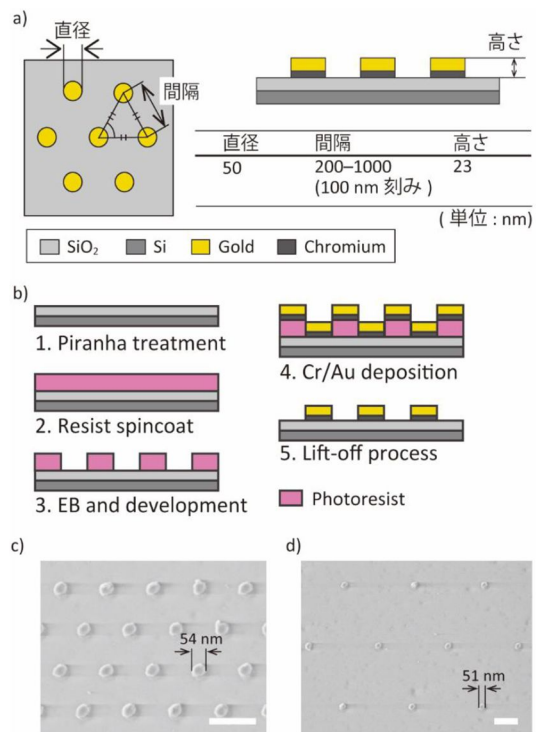 a)
直径
間隔
高さ
直径 間隔 高さ
50 200–1000 23
(100 nm 刻み )
( 単位 : nm)
SiO₂ Si Gold Chromium
b)
1. Piranha treatment
2. Resist spincoat
3. EB and development
4. Cr/Au deposition
5. Lift-off process
Photoresist
c)
54 nm
d)
51 nm